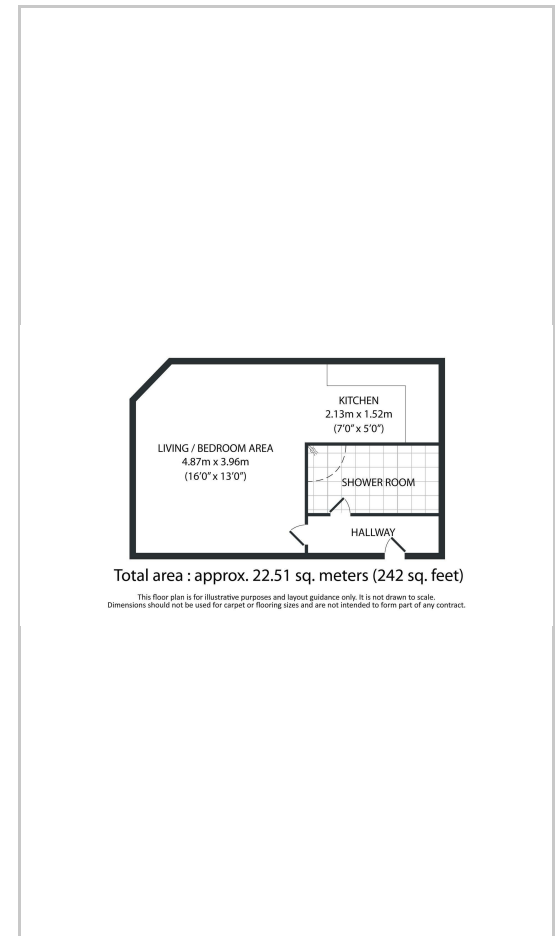 KITCHEN
2.13m x 1.52m
(7'0" x 5'0")
LIVING / BEDROOM AREA
4.87m x 3.96m
(16'0" x 13'0")
SHOWER ROOM
HALLWAY
Total area : approx. 22.51 sq. meters (242 sq. feet)
This floor plan is for illustrative purposes and layout guidance only. It is not drawn to scale.
Dimensions should not be used for carpet or flooring sizes and are not intended to form part of any contract.